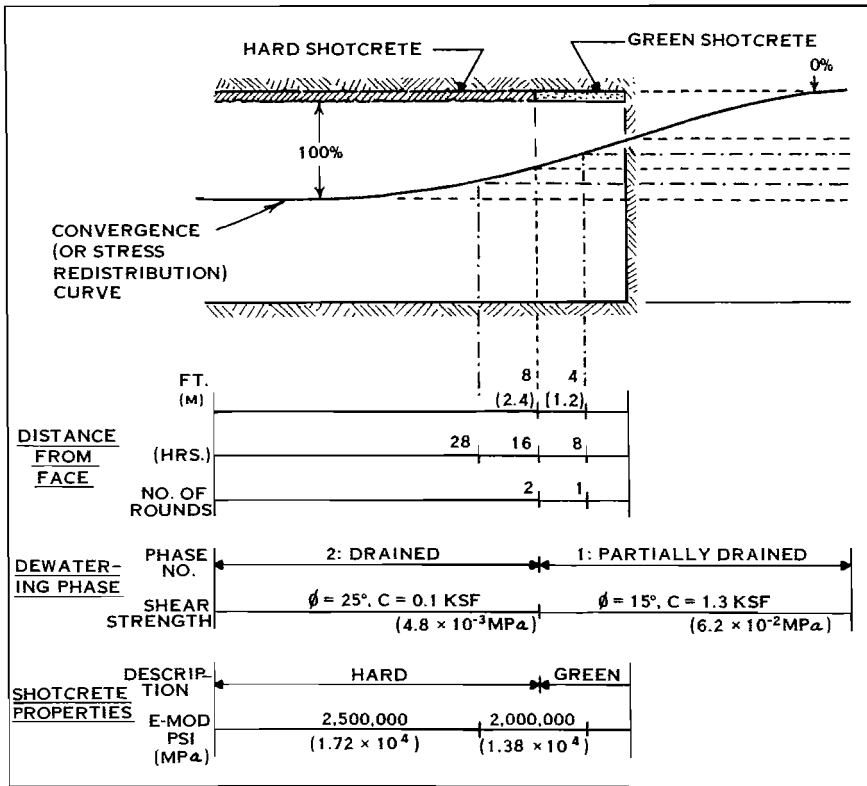 HARD SHOTCRETE
GREEN SHOTCRETE
0%
100%
CONVERGENCE
(OR STRESS
REDISTRIBUTION)
CURVE
FT. 8 4
(M) (2.4) (1.2)
DISTANCE
FROM
FACE
(HRS.) 28 16 8
NO. OF
ROUNDS 2 1
DEWATER-
ING PHASE
PHASE
NO.
2: DRAINED 1: PARTIALLY DRAINED
SHEAR
STRENGTH
ϕ = 25°, C = 0.1 KSF ϕ = 15°, C = 1.3 KSF
(4.8 × 10⁻³MPa) (6.2 × 10⁻²MPa)
SHOTCRETE
PROPERTIES
DESCRIP-
TION
HARD GREEN
E-MOD
PSI
(MPa)
2,500,000 2,000,000
(1.72 × 10⁴) (1.38 × 10⁴)